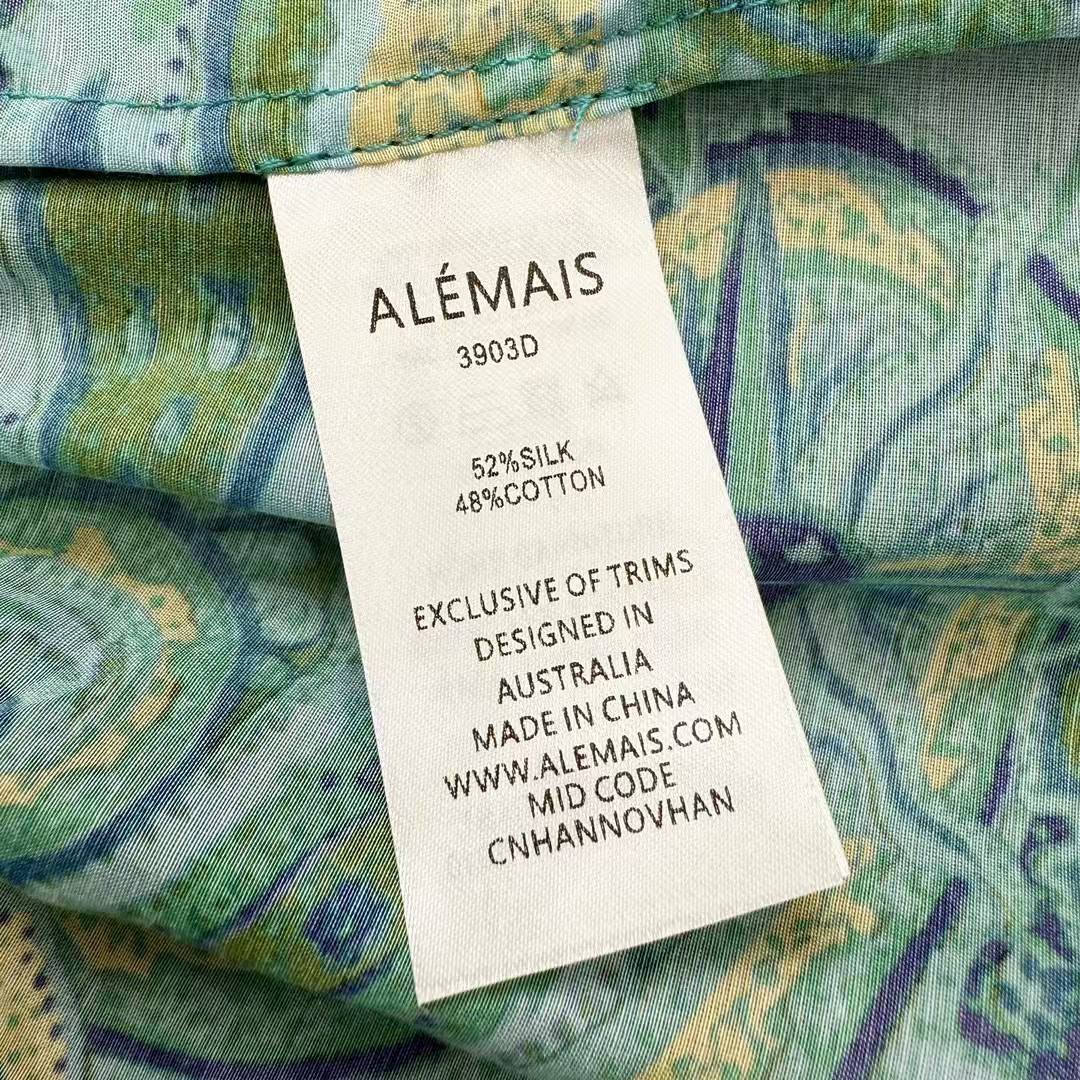 ALÉMAIS
3903D
52%SILK
48%COTTON
EXCLUSIVE OF TRIMS
DESIGNED IN
AUSTRALIA
MADE IN CHINA
WWW.ALEMAIS.COM
MID CODE
CNHANNOVHAN